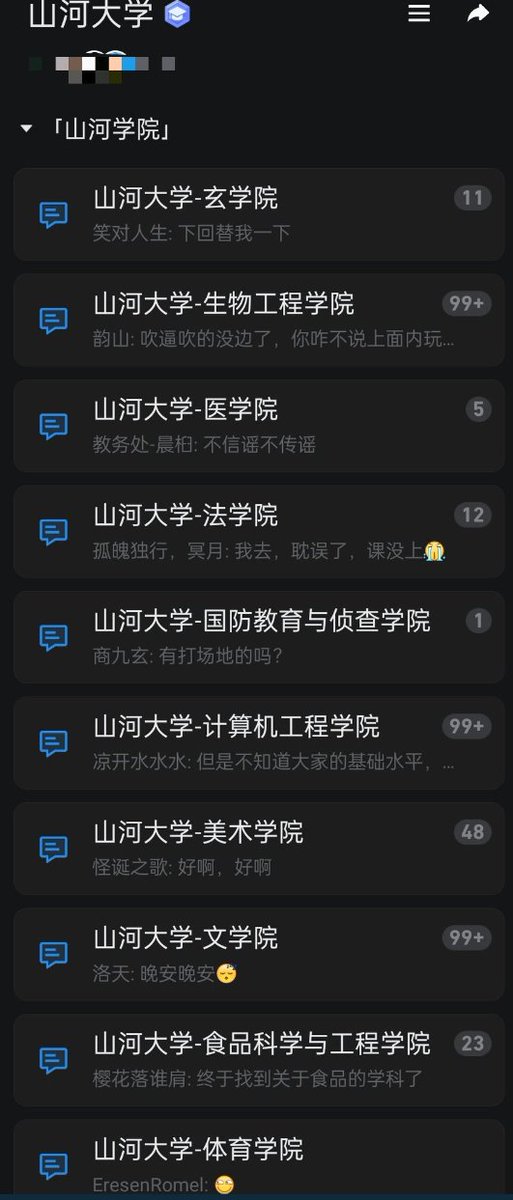 山河大学
「山河学院」
山河大学-玄学院
11
笑对人生: 下回替我一下
山河大学-生物工程学院
99+
韵山: 吹逼吹的没边了，你咋不说上面内玩...
山河大学-医学院
5
教务处-晨桕: 不信谣不传谣
山河大学-法学院
12
孤魄独行，冥月: 我去，耽误了，课没上😭
山河大学-国防教育与侦查学院
1
商九玄: 有打场地的吗?
山河大学-计算机工程学院
99+
凉开水水水: 但是不知道大家的基础水平，...
山河大学-美术学院
48
怪诞之歌: 好啊，好啊
山河大学-文学院
99+
洛天: 晚安晚安😴
山河大学-食品科学与工程学院
23
樱花落谁肩: 终于找到关于食品的学科了
山河大学-体育学院
EresenRomel: